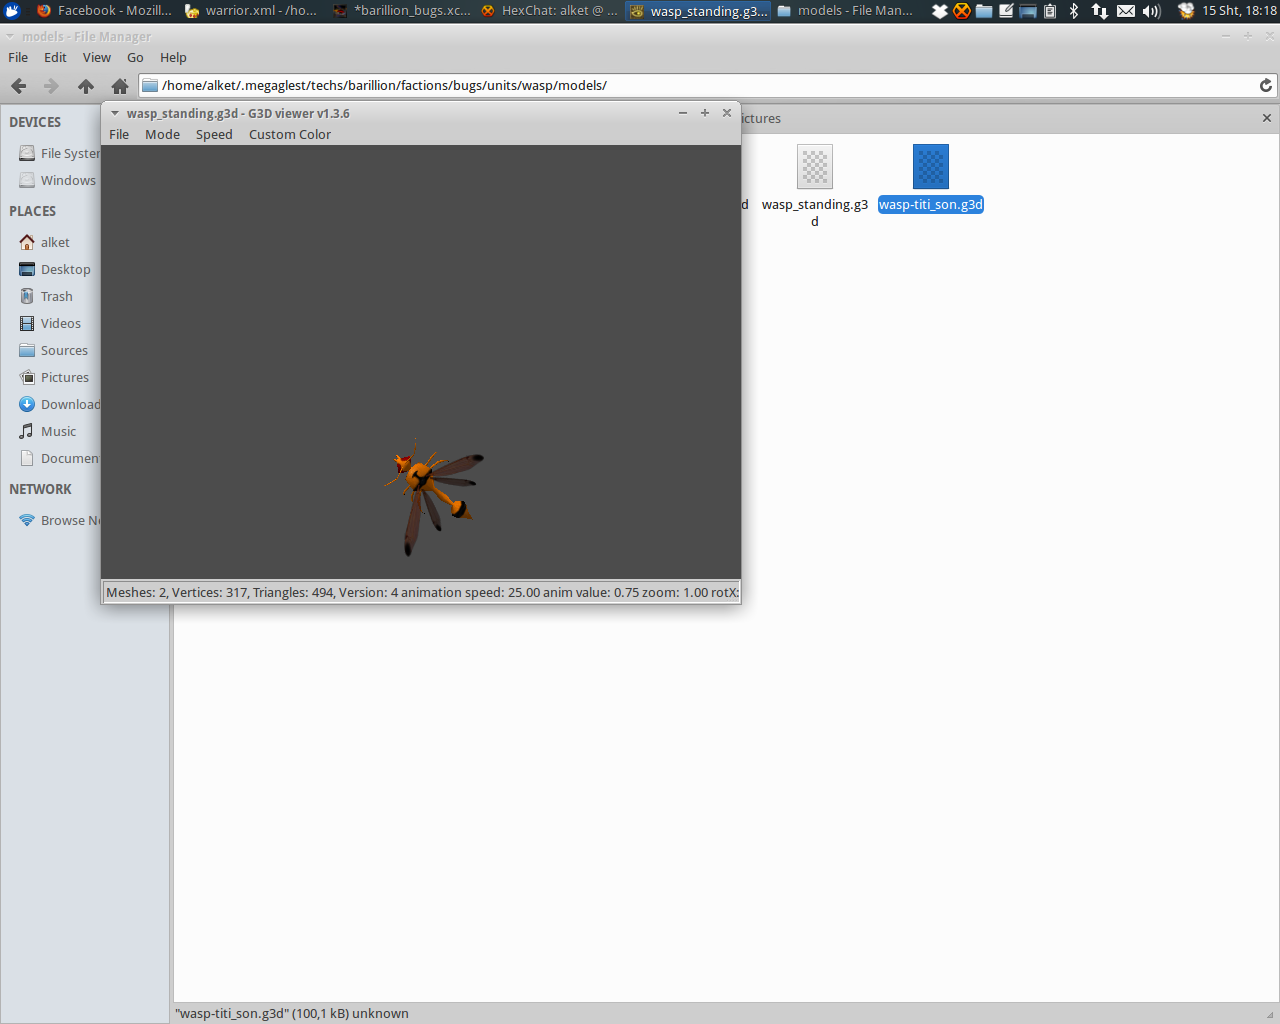 Facebook - Mozill...
warrior.xml - /ho...
*barillion_bugs.xc...
HexChat: alket @ ...
wasp_standing.g3...
models - File Man...
15 Sht, 18:18
models - File Manager
File Edit View Go Help
/home/alket/.megaglest/techs/barillion/factions/bugs/units/wasp/models/
DEVICES
File Syster
Windows
PLACES
alket
Desktop
Trash
Videos
Sources
Pictures
Download
Music
Documen
NETWORK
Browse Ne
wasp_standing.g3d - G3D viewer v1.3.6
File Mode Speed Custom Color
Meshes: 2, Vertices: 317, Triangles: 494, Version: 4 animation speed: 25.00 anim value: 0.75 zoom: 1.00 rotX:
ictures
d
wasp_standing.g3
d
wasp-titi_son.g3d
"wasp-titi_son.g3d" (100,1 kB) unknown